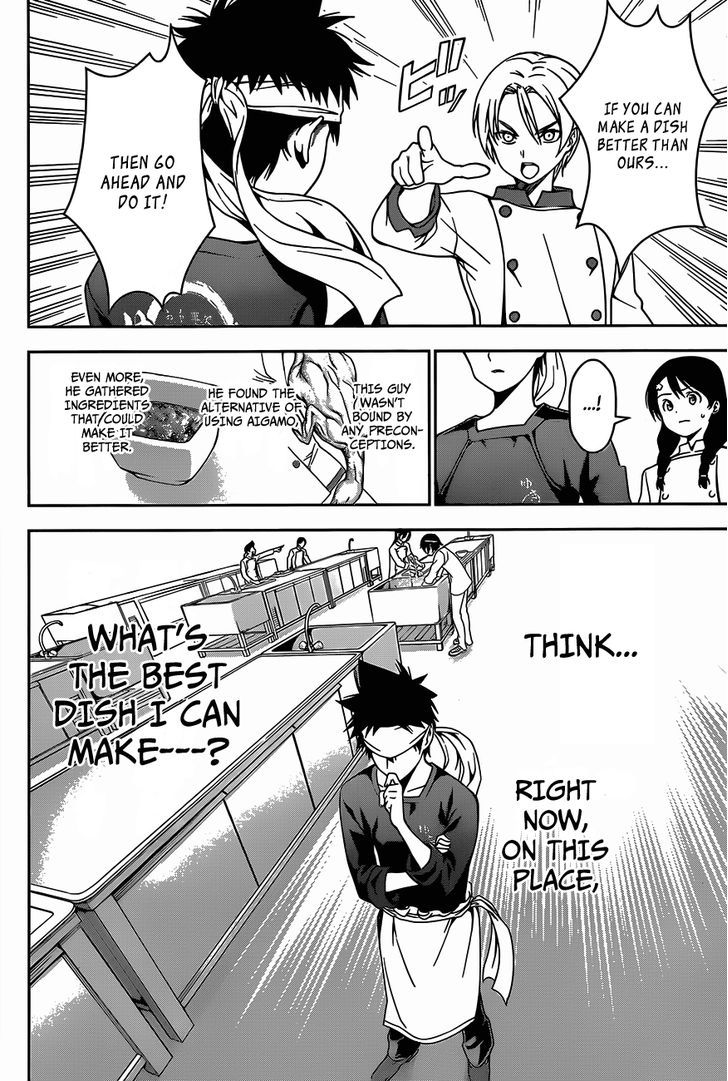 IF YOU CAN
MAKE A DISH
BETTER THAN
OURS...
ビッ
THEN GO
AHEAD AND
DO IT!
...!
THIS GUY
WASN'T
BOUND BY
ANY PRECON-
CEPTIONS.
HE FOUND THE
ALTERNATIVE OF
USING AIGAMO,
EVEN MORE,
HE GATHERED
INGREDIENTS
THAT COULD
MAKE IT
BETTER.
THINK...
RIGHT
NOW,
ON THIS
PLACE,
WHAT'S
THE BEST
DISH I CAN
MAKE---?